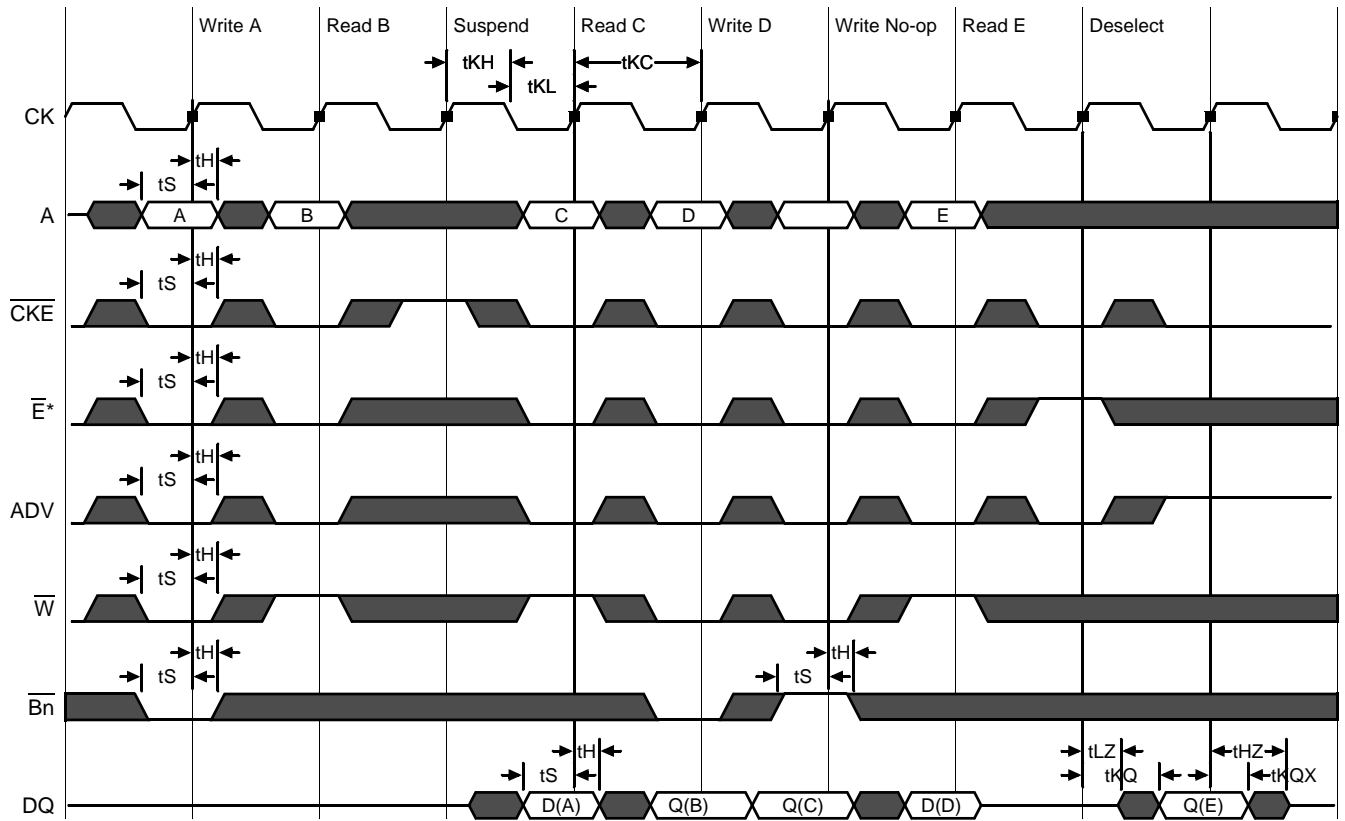 Write A Read B Suspend Read C Write D Write No-op Read E Deselect
tKH tKC
tKL
CK
tH
tS
A A B C D E
tH
tS
CKE
tH
tS
E*
tH
tS
ADV
tH
tS
W
tH tH
tS tS
Bn
tH tLZ tHZ
tS tKQ tKQX
DQ D(A) Q(B) Q(C) D(D) Q(E)